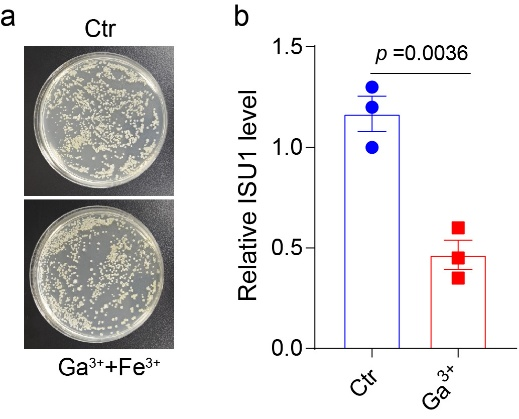 a
Ctr
Ga³⁺+Fe³⁺
b
p =0.0036
Relative ISU1 level
1.5
1.0
0.5
0.0
Ctr
Ga³⁺